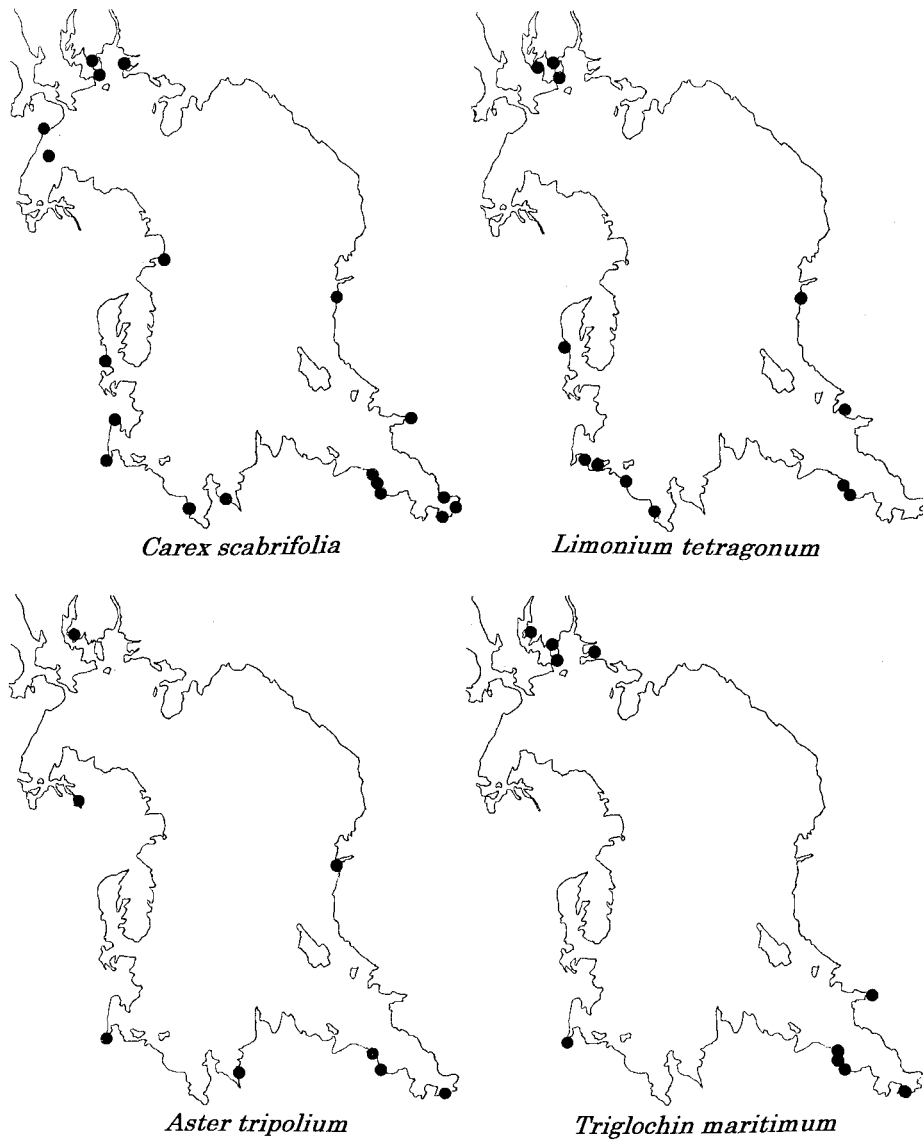 Carex scabrifolia
Limonium tetragonum
Aster tripolium
Triglochin maritimum